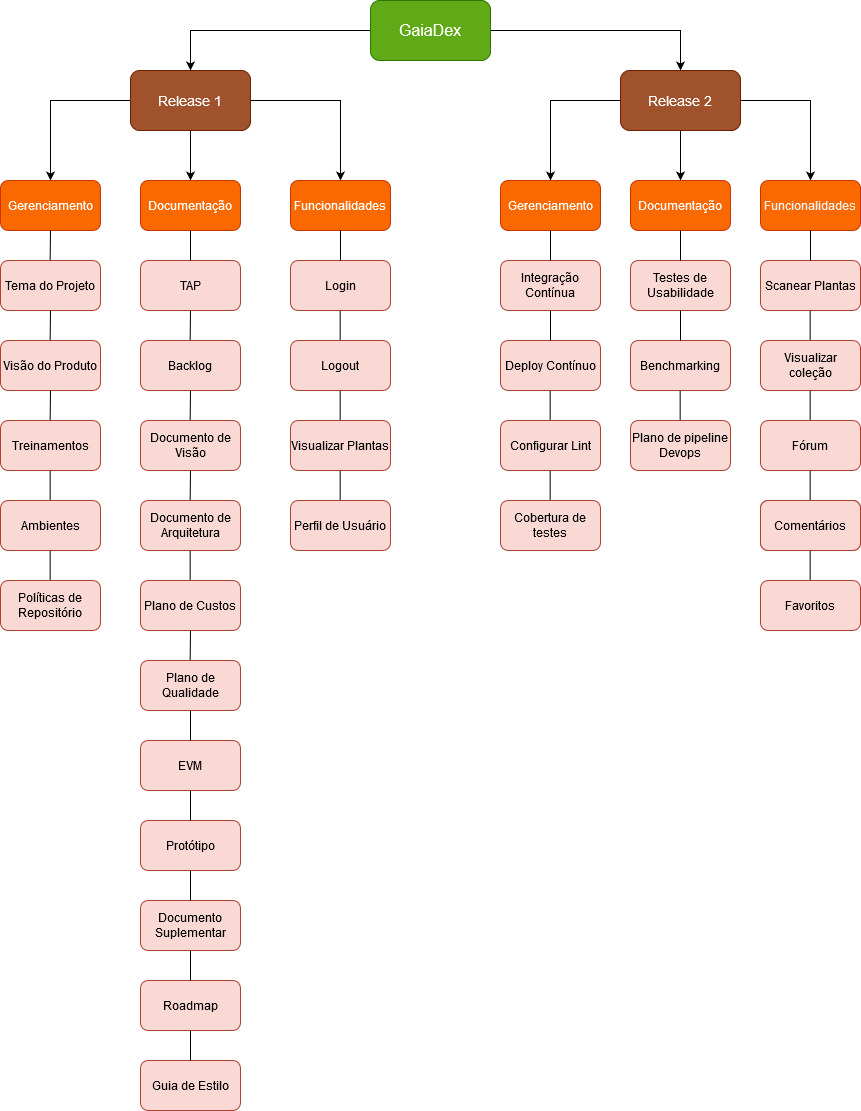 GaiaDex
Release 1
Release 2
Gerenciamento
Documentação
Funcionalidades
Gerenciamento
Documentação
Funcionalidades
Tema do Projeto
Visão do Produto
Treinamentos
Ambientes
Políticas de
Repositório
TAP
Backlog
Documento de
Visão
Documento de
Arquitetura
Plano de Custos
Plano de
Qualidade
EVM
Protótipo
Documento
Suplementar
Roadmap
Guia de Estilo
Login
Logout
Visualizar Plantas
Perfil de Usuário
Integração
Contínua
Deploy Contínuo
Configurar Lint
Cobertura de
testes
Testes de
Usabilidade
Benchmarking
Plano de pipeline
Devops
Scanear Plantas
Visualizar
coleção
Fórum
Comentários
Favoritos